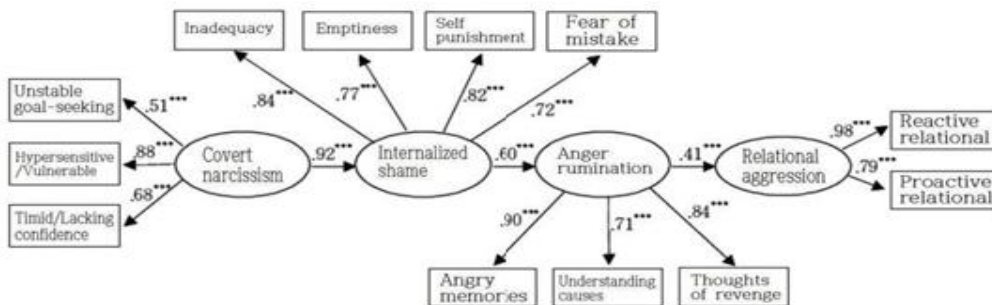 Inadequacy
Emptiness
Self
punishment
Fear of
mistake
Unstable
goal-seeking
.51***
.84***
.77***
.82***
.72***
Hypersensitive
/Vulnerable
.88***
Covert
narcissism
.92***
Internalized
shame
.60***
Anger
rumination
.41***
Relational
aggression
.98***
Reactive
relational
.79***
Proactive
relational
.68***
Timid/Lacking
confidence
.90***
.71***
.84***
Angry
memories
Understanding
causes
Thoughts
of revenge